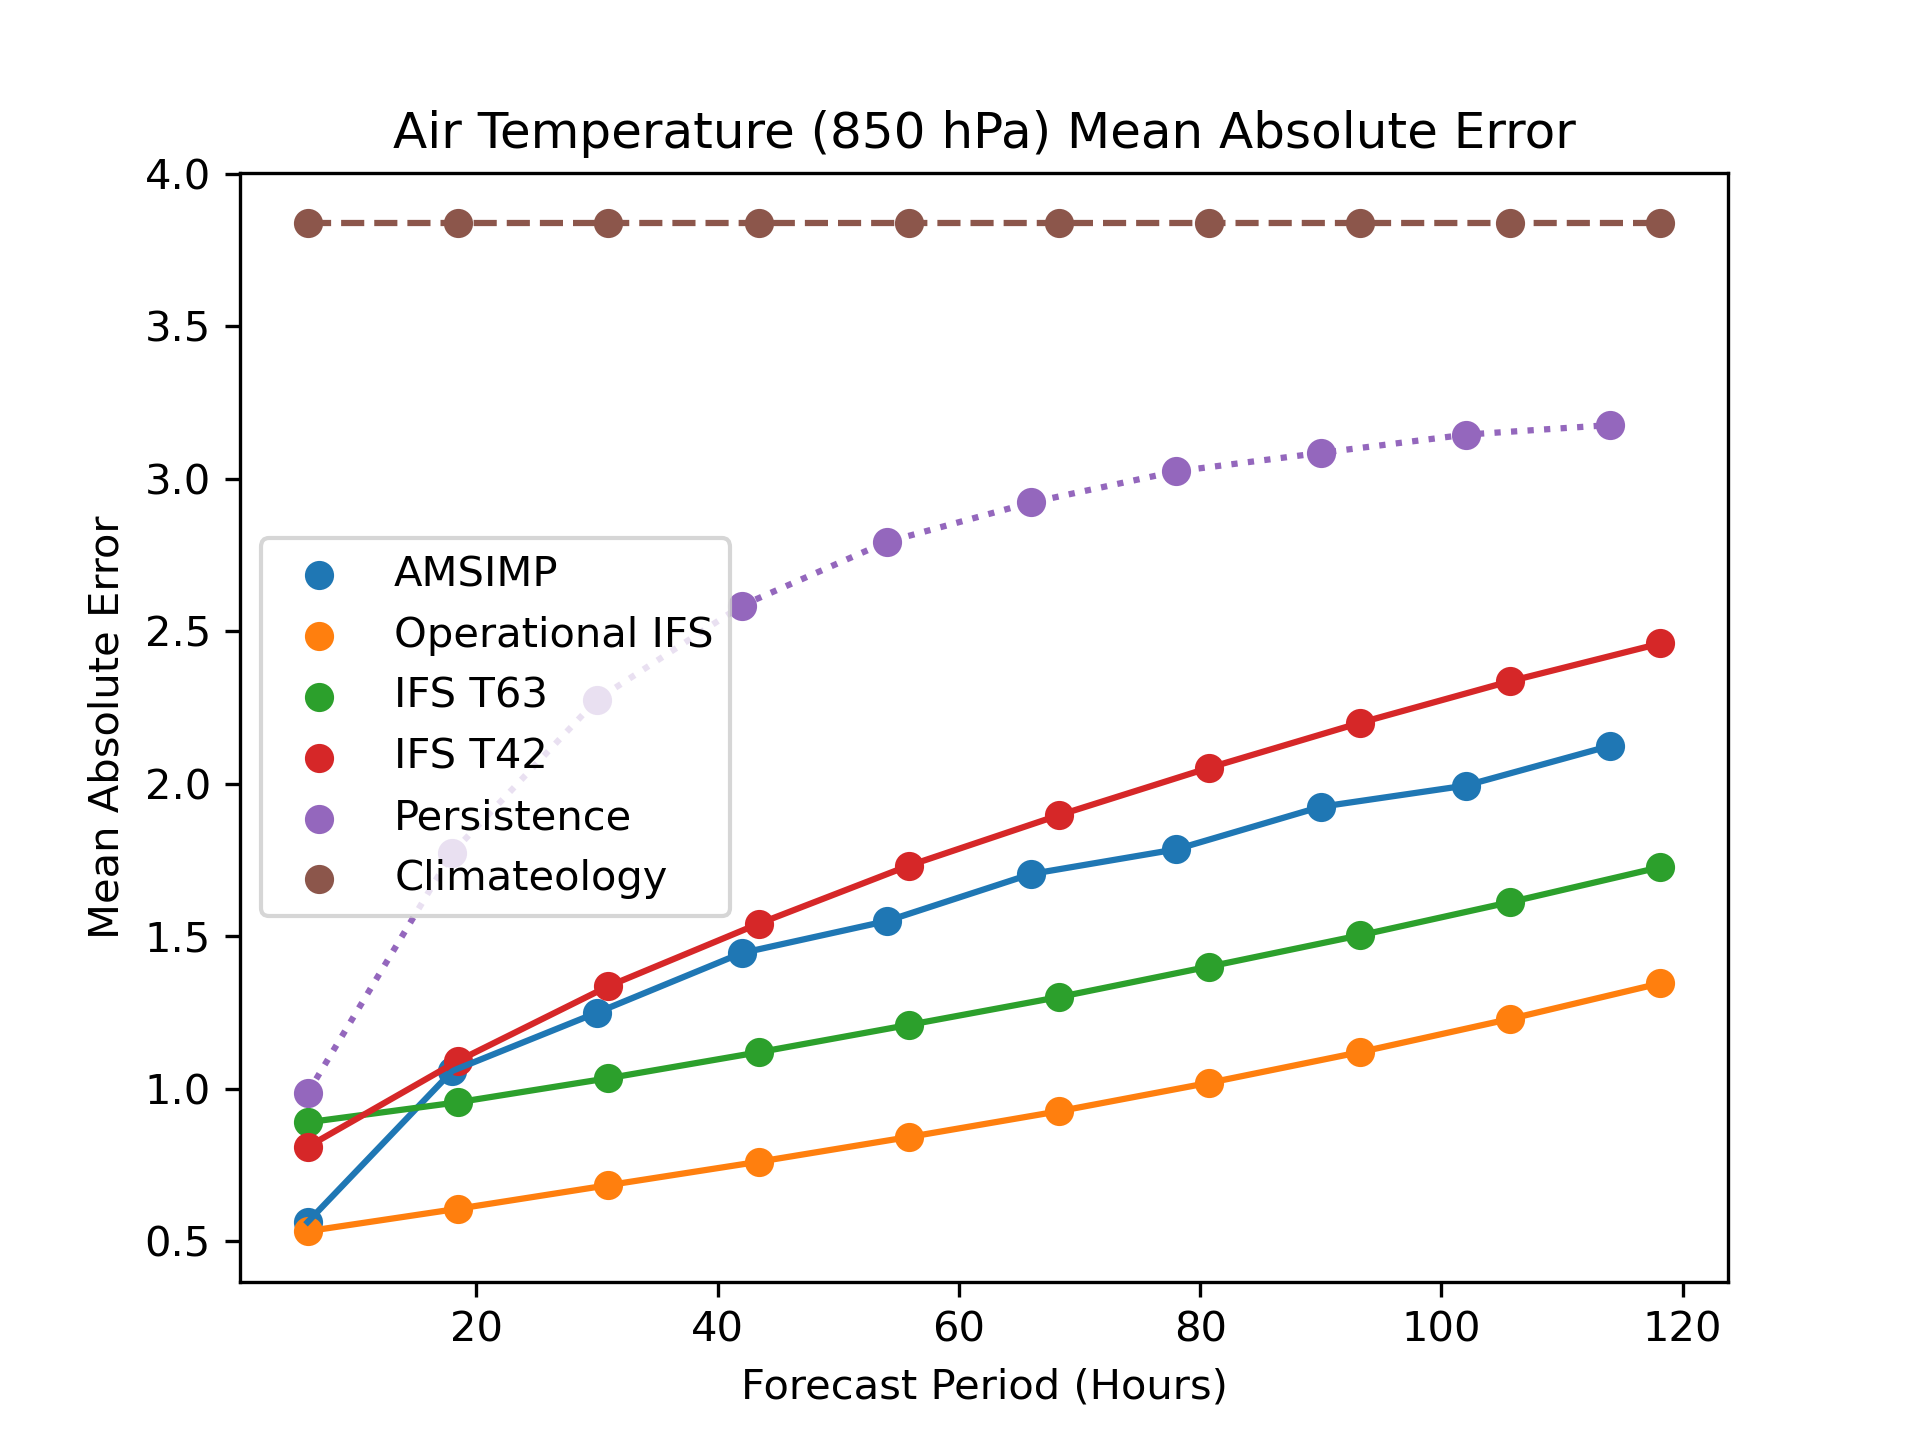 Air Temperature (850 hPa) Mean Absolute Error
4.0
3.5
3.0
2.5
2.0
1.5
1.0
0.5
Mean Absolute Error
AMSIMP
Operational IFS
IFS T63
IFS T42
Persistence
Climateology
20 40 60 80 100 120
Forecast Period (Hours)